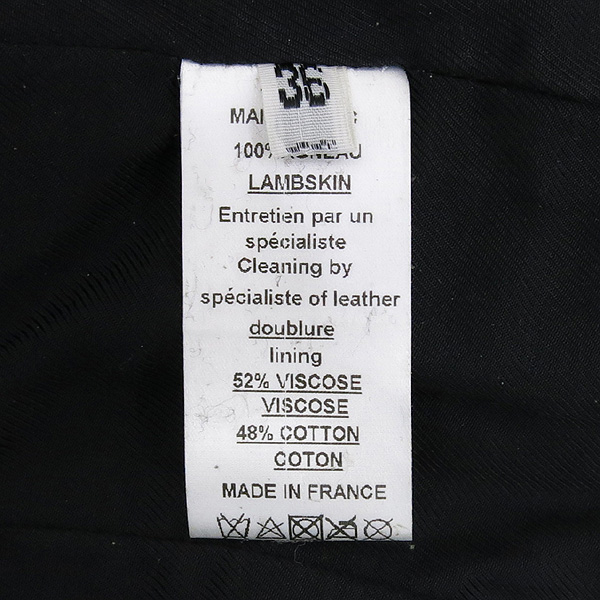 36
100%
LAMBSKIN
Entretien par un
spécialiste
Cleaning by
spécialiste of leather
doublure
lining
52% VISCOSE
VISCOSE
48% COTTON
COTON
MADE IN FRANCE